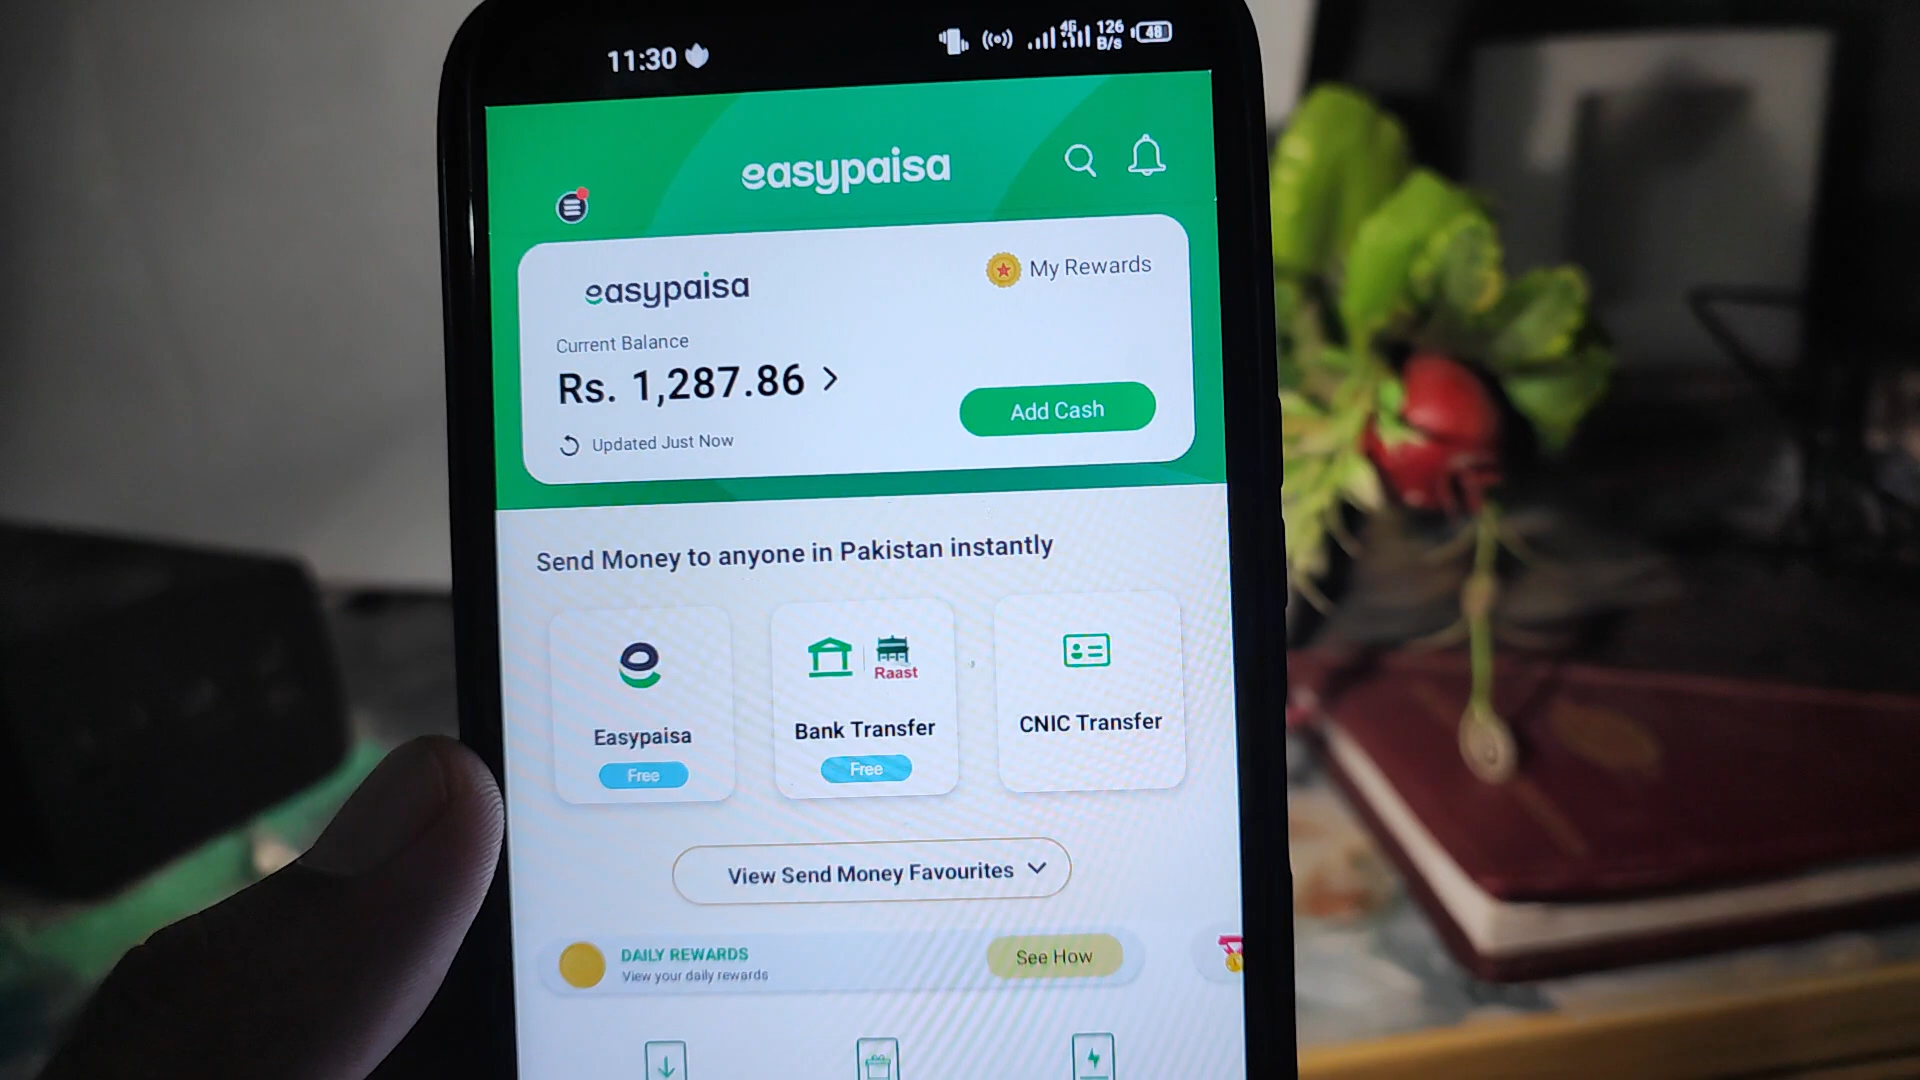 11:30
4G
126
B/s
48
easypaisa
easypaisa
My Rewards
Current Balance
Rs. 1,287.86 >
Add Cash
Updated Just Now
Send Money to anyone in Pakistan instantly
Easypaisa
Free
Raast
Bank Transfer
Free
CNIC Transfer
View Send Money Favourites
DAILY REWARDS
View your daily rewards
See How